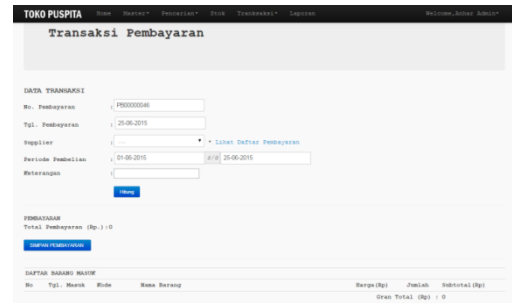 TOKO PUSPITA Home Master Pencarian Stok Tranksaksi Laporan Welcome, Anhar Admin
Transaksi Pembayaran
DATA TRANSAKSI
No. Pembayaran : PB00000046
Tgl. Pembayaran : 25-06-2015
Supplier : ... * Lihat Daftar Pembayaran
Periode Pembelian : 01-06-2015 s/d 25-06-2015
Keterangan :
Hitung
PEMBAYARAN
Total Pembayaran (Rp.) :0
SIMPAN PEMBAYARAN
DAFTAR BARANG MASUK
No Tgl. Masuk Kode Nama Barang Harga(Rp) Jumlah Subtotal(Rp)
Gran Total (Rp) : 0